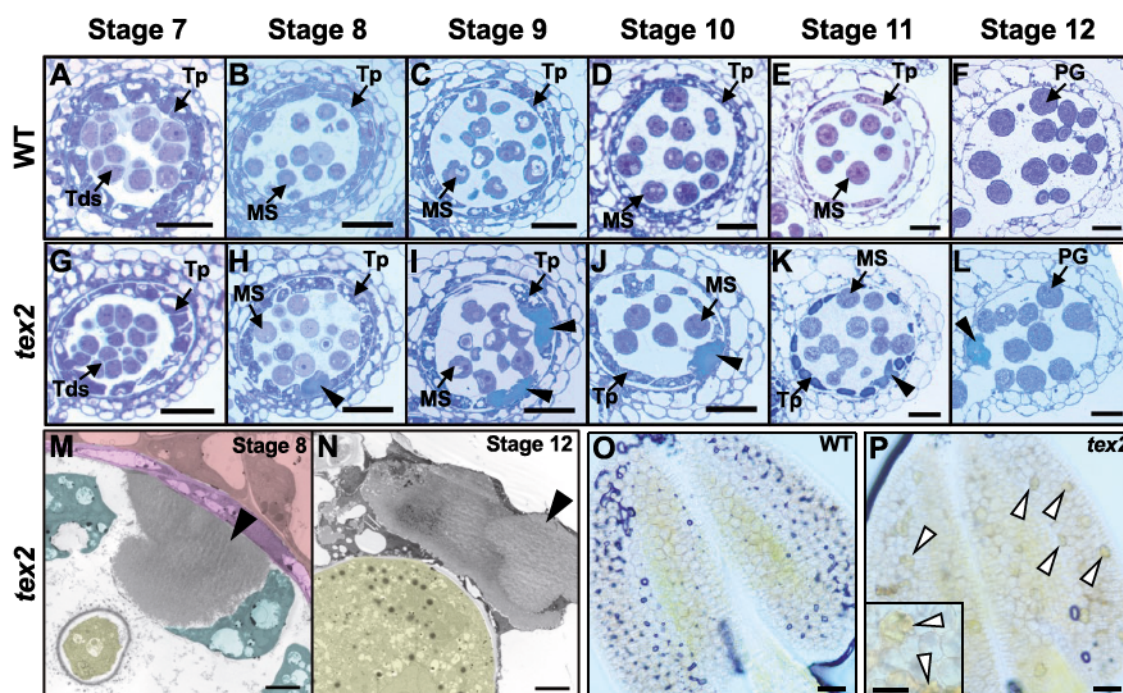 Stage 7 Stage 8 Stage 9 Stage 10 Stage 11 Stage 12
WT
A Tp Tds
B Tp MS
C Tp MS
D Tp MS
E Tp MS
F PG
tex2
G Tp Tds
H MS Tp
I Tp MS
J MS Tp
K MS Tp
L PG
tex2
M Stage 8
N Stage 12
O WT
P tex2